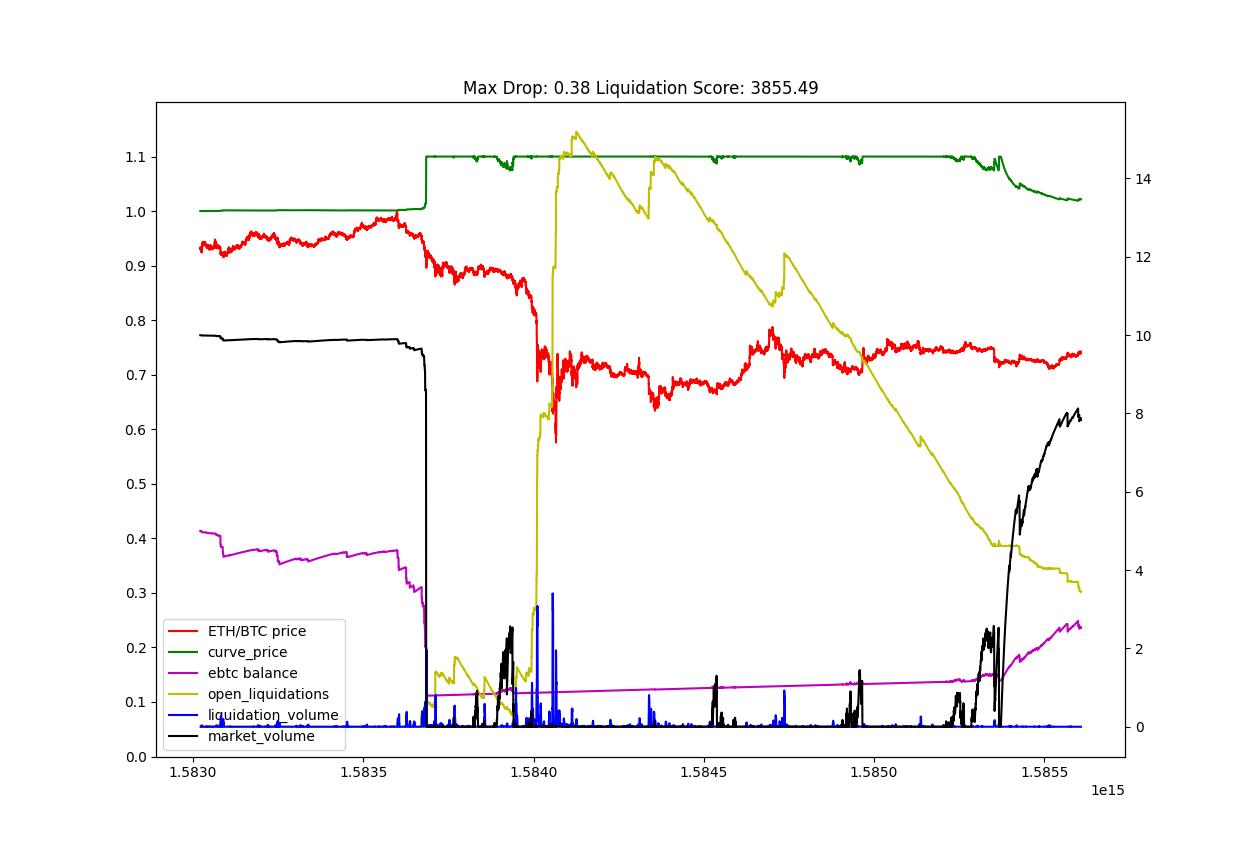 Max Drop: 0.38 Liquidation Score: 3855.49
1.1
1.0
0.9
0.8
0.7
0.6
0.5
0.4
0.3
0.2
0.1
0.0
14
12
10
8
6
4
2
0
ETH/BTC price
curve_price
ebtc balance
open_liquidations
liquidation_volume
market_volume
1.5830 1.5835 1.5840 1.5845 1.5850 1.5855
1e15